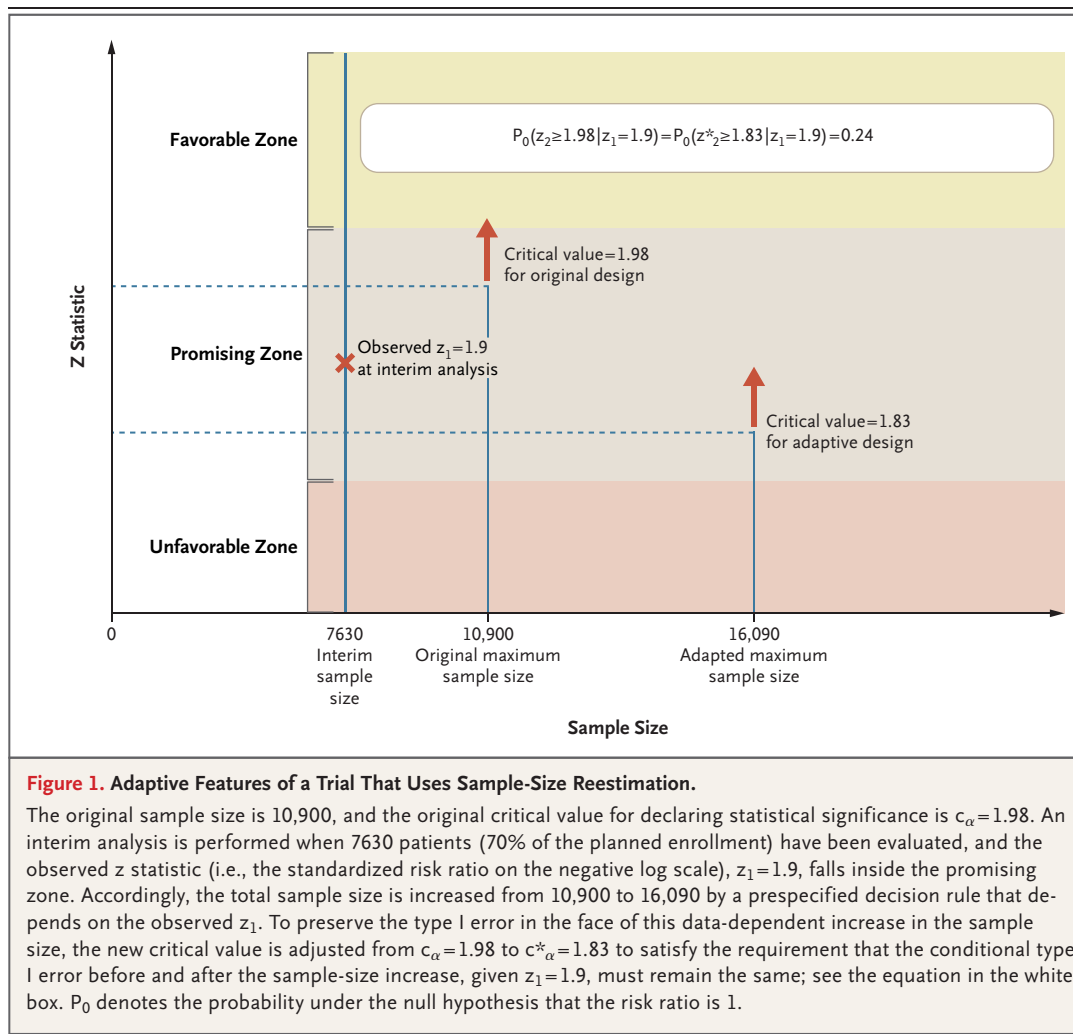 Favorable Zone
P₀(z₂≥1.98|z₁=1.9)=P₀(z*₂≥1.83|z₁=1.9)=0.24
Critical value=1.98
for original design
Z Statistic
Promising Zone
Observed z₁=1.9
at interim analysis
Critical value=1.83
for adaptive design
Unfavorable Zone
0
7630
Interim
sample
size
10,900
Original maximum
sample size
16,090
Adapted maximum
sample size
Sample Size
Figure 1. Adaptive Features of a Trial That Uses Sample-Size Reestimation.
The original sample size is 10,900, and the original critical value for declaring statistical significance is cα=1.98. An
interim analysis is performed when 7630 patients (70% of the planned enrollment) have been evaluated, and the
observed z statistic (i.e., the standardized risk ratio on the negative log scale), z₁=1.9, falls inside the promising
zone. Accordingly, the total sample size is increased from 10,900 to 16,090 by a prespecified decision rule that de-
pends on the observed z₁. To preserve the type I error in the face of this data-dependent increase in the sample
size, the new critical value is adjusted from cα=1.98 to c*α=1.83 to satisfy the requirement that the conditional type
I error before and after the sample-size increase, given z₁=1.9, must remain the same; see the equation in the white
box. P₀ denotes the probability under the null hypothesis that the risk ratio is 1.